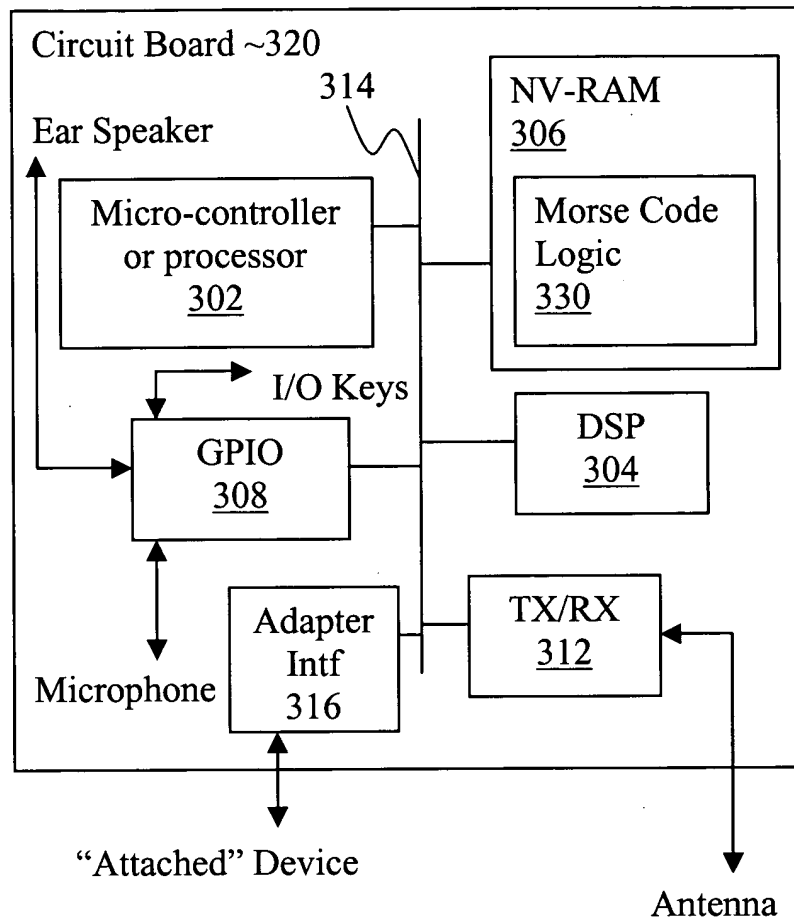 Circuit Board ~320
314
Ear Speaker
NV-RAM
306
Micro-controller
or processor
302
Morse Code
Logic
330
I/O Keys
GPIO
308
DSP
304
Adapter
Intf
316
TX/RX
312
Microphone
“Attached” Device
Antenna